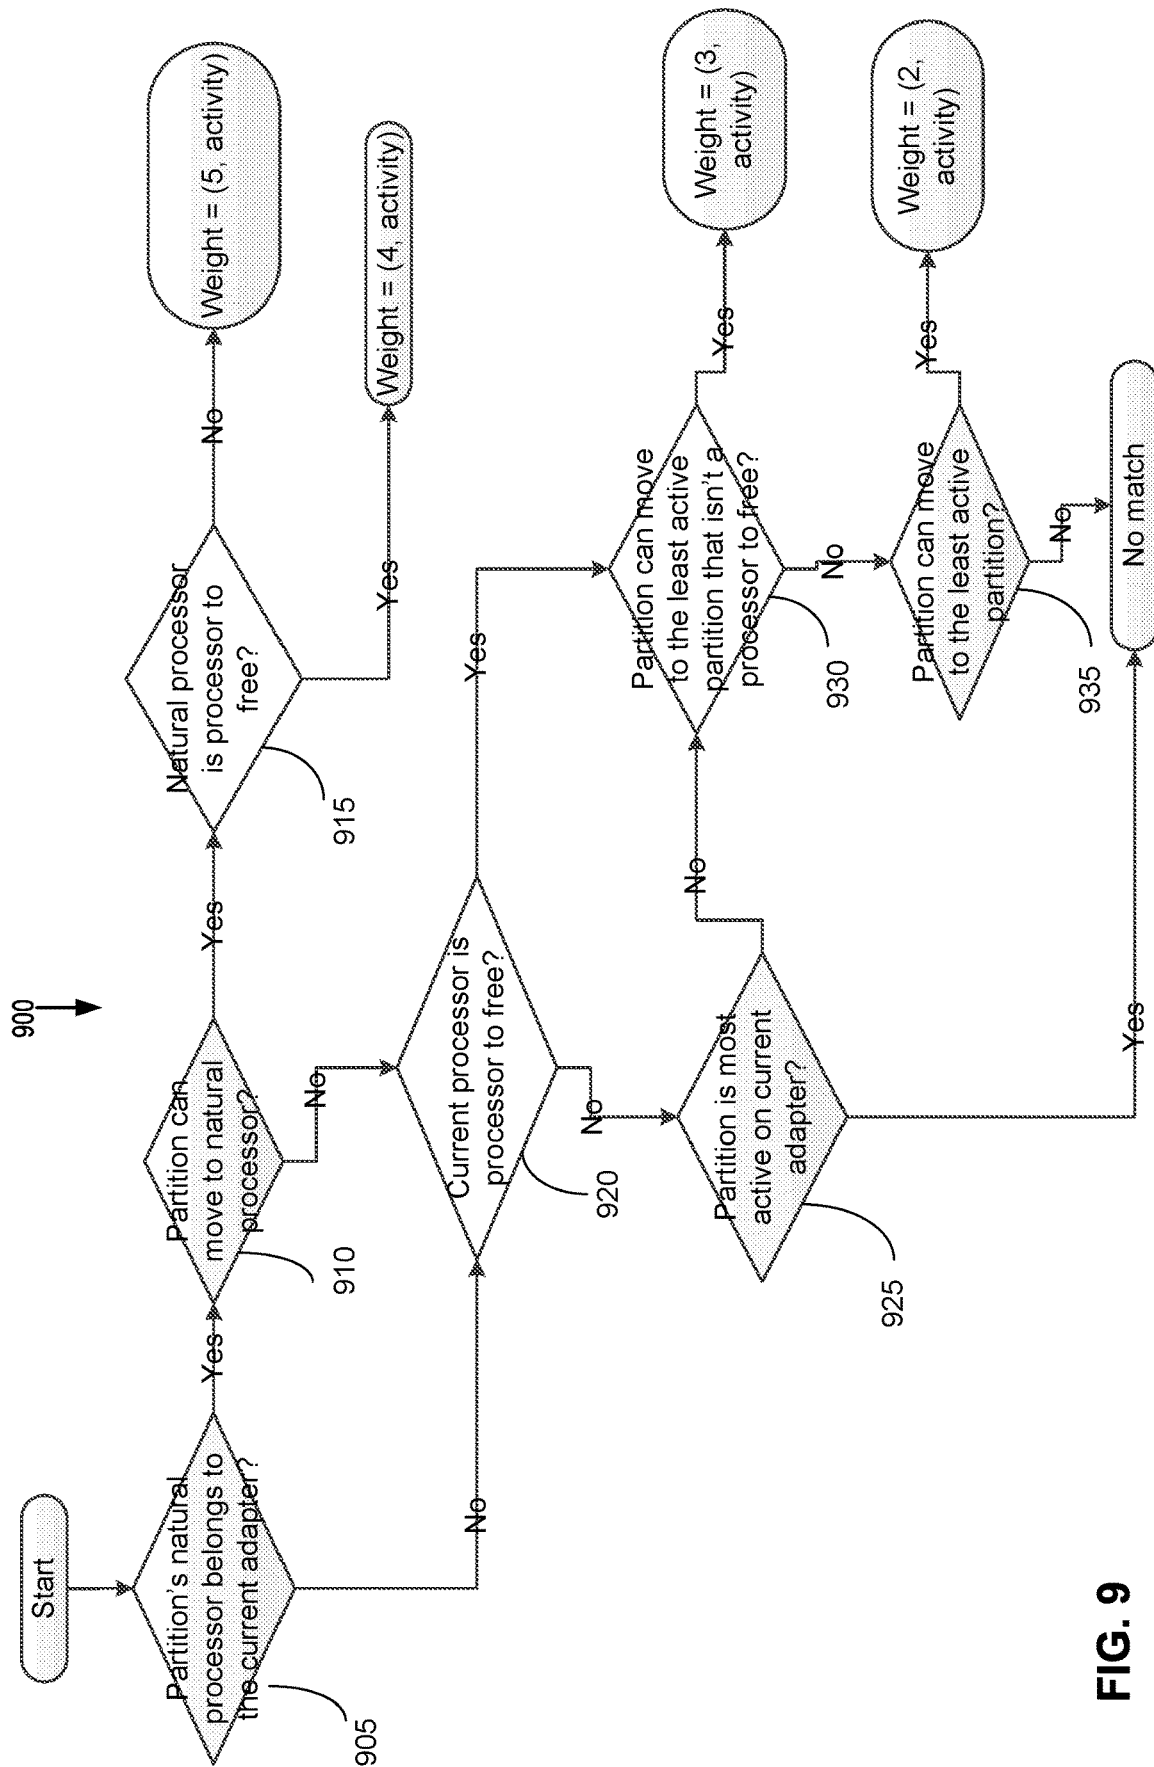 900
Start
Partition's natural
processor belongs to
the current adapter?
905
Yes
No
Partition can
move to natural
processor?
910
Yes
No
Natural processor
is processor to
free?
915
No
Weight = (5, activity)
Yes
Weight = (4, activity)
Current processor is
processor to free?
920
Yes
No
Partition is most
active on current
adapter?
925
No
Yes
Partition can move
to the least active
partition that isn't a
processor to free?
930
Yes
Weight = (3,
activity)
No
Partition can move
to the least active
partition?
935
Yes
Weight = (2,
activity)
No
No match
FIG. 9